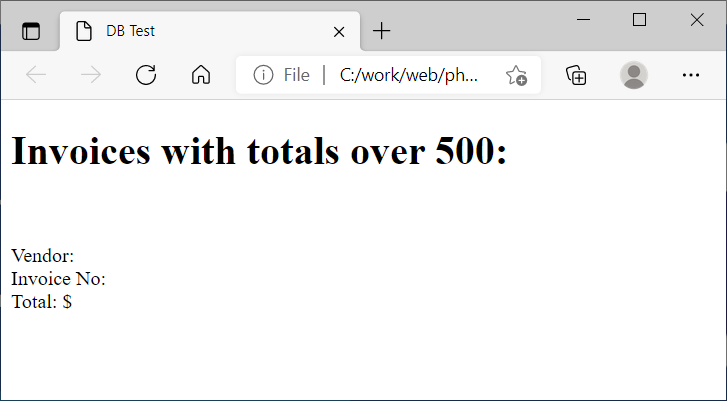 DB Test
File | C:/work/web/ph...
Invoices with totals over 500:
Vendor:
Invoice No:
Total: $